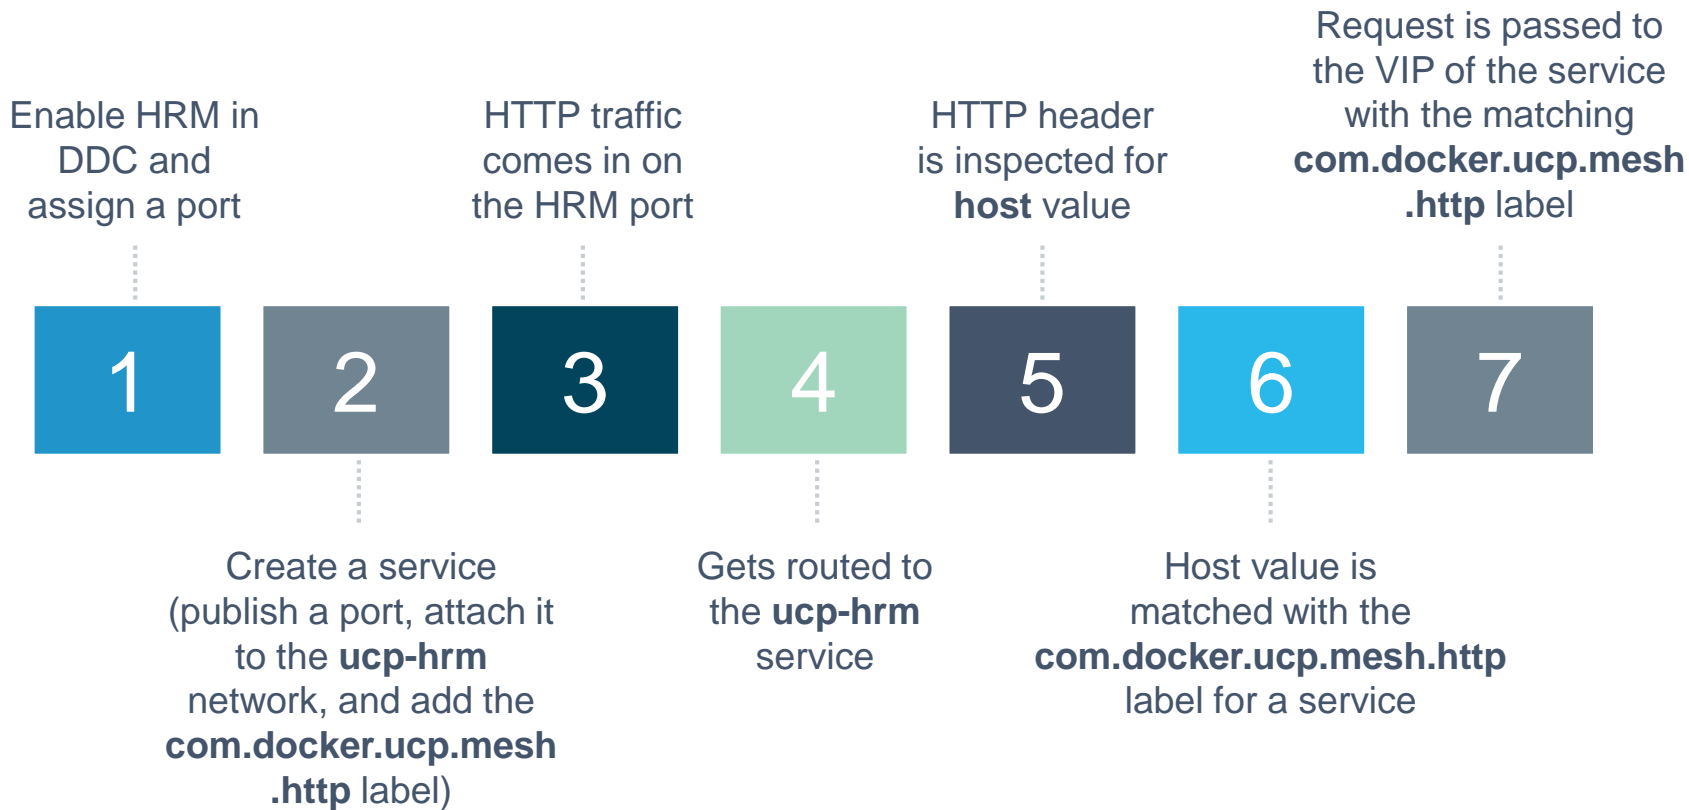 Enable HRM in
DDC and
assign a port
1
2
Create a service
(publish a port, attach it
to the ucp-hrm
network, and add the
com.docker.ucp.mesh
.http label)
HTTP traffic
comes in on
the HRM port
3
4
Gets routed to
the ucp-hrm
service
HTTP header
is inspected for
host value
5
6
Host value is
matched with the
com.docker.ucp.mesh.http
label for a service
Request is passed to
the VIP of the service
with the matching
com.docker.ucp.mesh
.http label
7